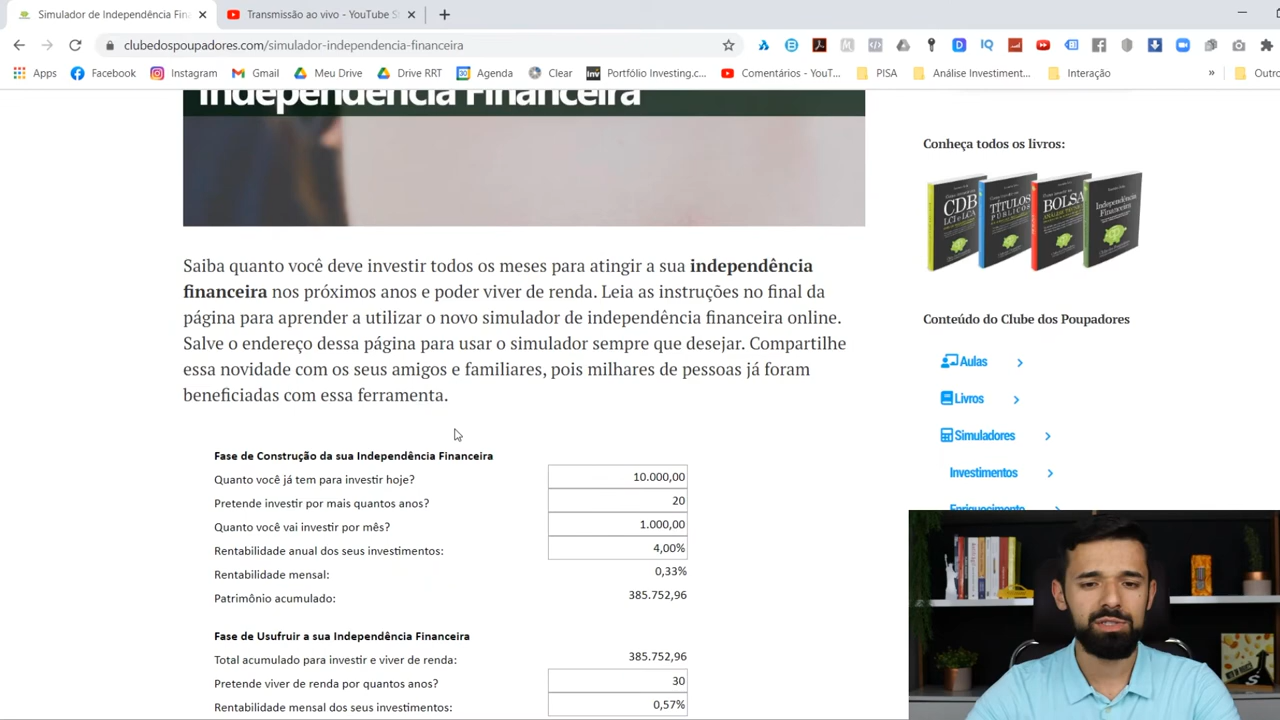 Simulador de Independência Fin
Transmissão ao vivo - YouTube S
clubedospoupadores.com/simulador-independencia-financeira
Apps
Facebook
Instagram
Gmail
Meu Drive
Drive RRT
Agenda
Clear
Portfólio Investing.c...
Comentários - YouT...
PISA
Análise Investiment...
Interação
»
Outro
Independência Financeira
Saiba quanto você deve investir todos os meses para atingir a sua independência
financeira nos próximos anos e poder viver de renda. Leia as instruções no final da
página para aprender a utilizar o novo simulador de independência financeira online.
Salve o endereço dessa página para usar o simulador sempre que desejar. Compartilhe
essa novidade com os seus amigos e familiares, pois milhares de pessoas já foram
beneficiadas com essa ferramenta.
Fase de Construção da sua Independência Financeira
Quanto você já tem para investir hoje? 10.000,00
Pretende investir por mais quantos anos? 20
Quanto você vai investir por mês? 1.000,00
Rentabilidade anual dos seus investimentos: 4,00%
Rentabilidade mensal: 0,33%
Patrimônio acumulado: 385.752,96
Fase de Usufruir a sua Independência Financeira
Total acumulado para investir e viver de renda: 385.752,96
Pretende viver de renda por quantos anos? 30
Rentabilidade mensal dos seus investimentos: 0,57%
Conheça todos os livros:
CDB
LCI e LCA
TÍTULOS
PÚBLICOS
BOLSA
Independência
Financeira
Conteúdo do Clube dos Poupadores
Aulas
Livros
Simuladores
Investimentos
Enriquecimento